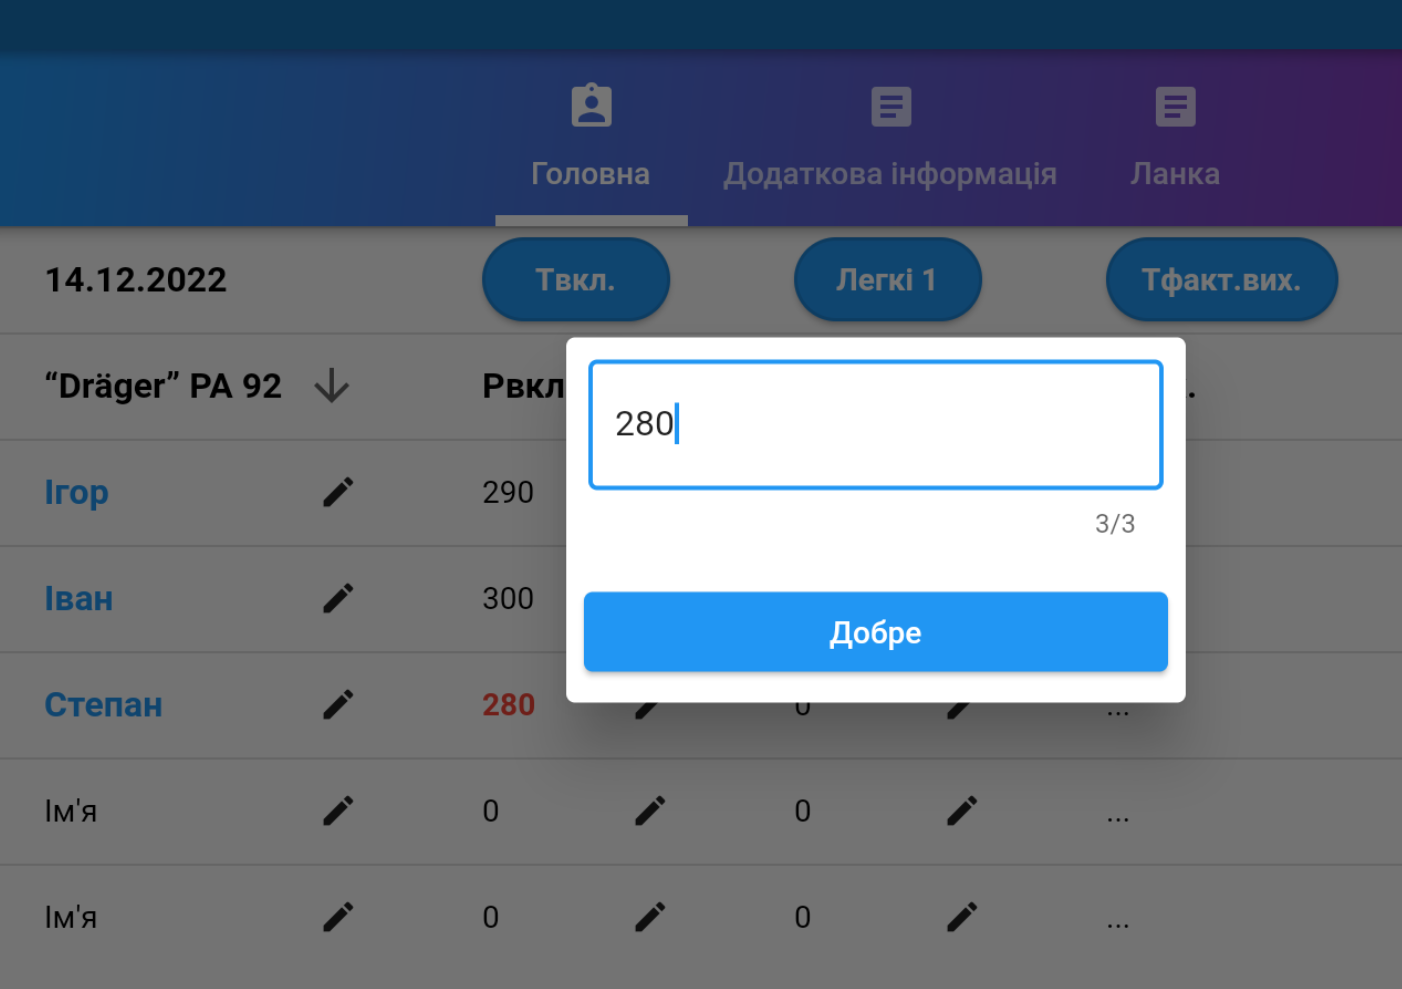 Головна
Додаткова інформація
Ланка
14.12.2022
Твкл.
Легкі 1
Тфакт.вих.
“Dräger” PA 92
Рвкл
.
280
3/3
Добре
Ігор
290
Іван
300
Степан
280
0
...
Ім'я
0
0
...
Ім'я
0
0
...